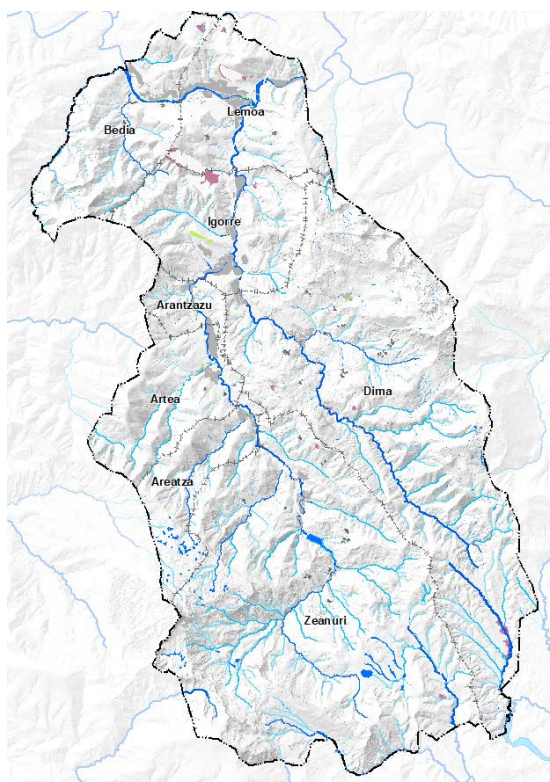 Lemoa
Bedia
Igorre
Arantzazu
Dima
Artea
Areatza
Zeanuri